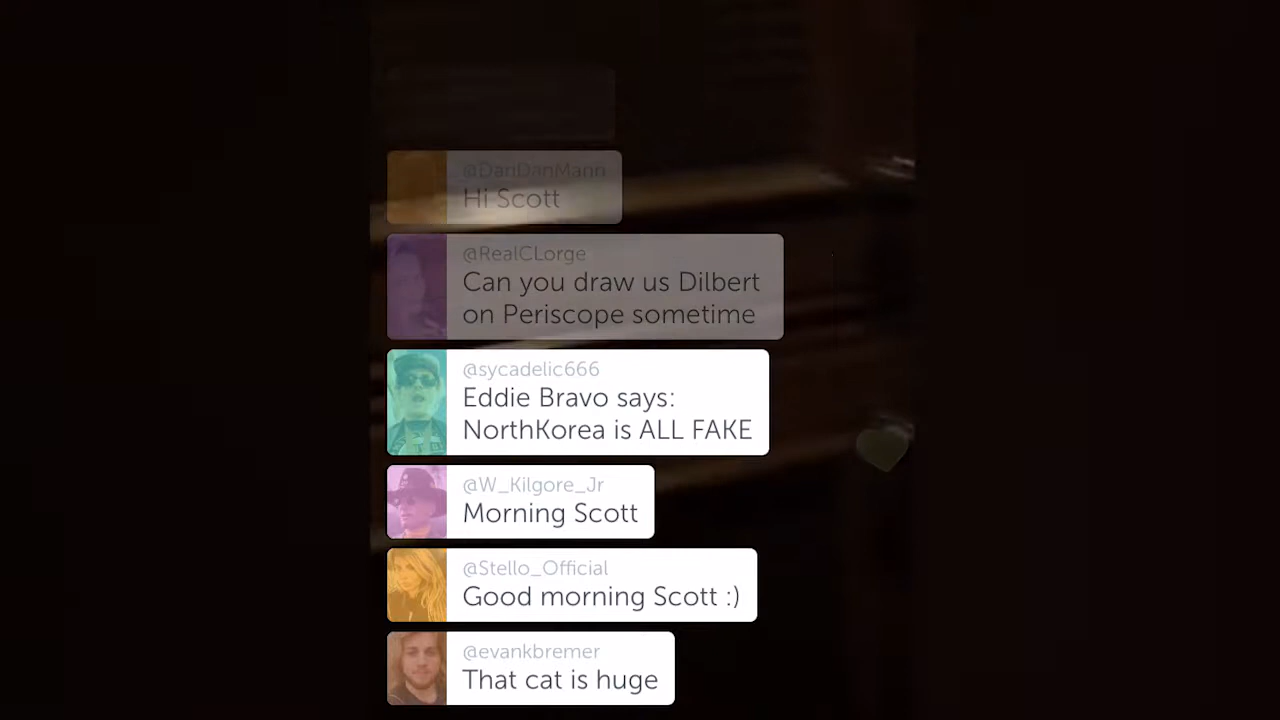 @DanDanMann
Hi Scott
@RealCLorge
Can you draw us Dilbert
on Periscope sometime
@sycadelic666
Eddie Bravo says:
NorthKorea is ALL FAKE
@W_Kilgore_Jr
Morning Scott
@Stello_Official
Good morning Scott :)
@evankbremer
That cat is huge